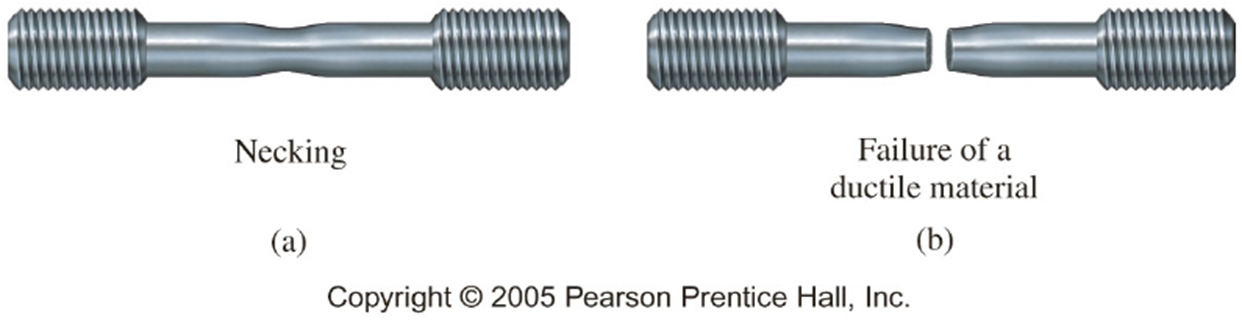 Necking
(a)
Failure of a
ductile material
(b)
Copyright © 2005 Pearson Prentice Hall, Inc.